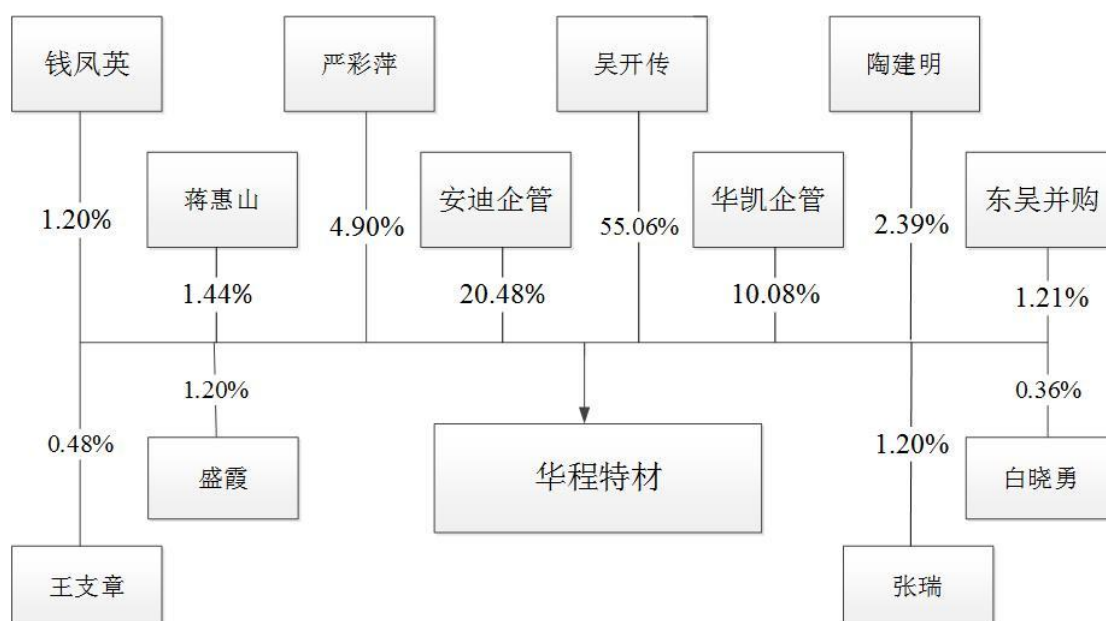 钱凤英
严彩萍
吴开传
陶建明
蒋惠山
安迪企管
华凯企管
东吴并购
1.20%
4.90%
55.06%
2.39%
1.44%
20.48%
10.08%
1.21%
1.20%
0.36%
0.48%
1.20%
盛霞
华程特材
白晓勇
王支章
张瑞